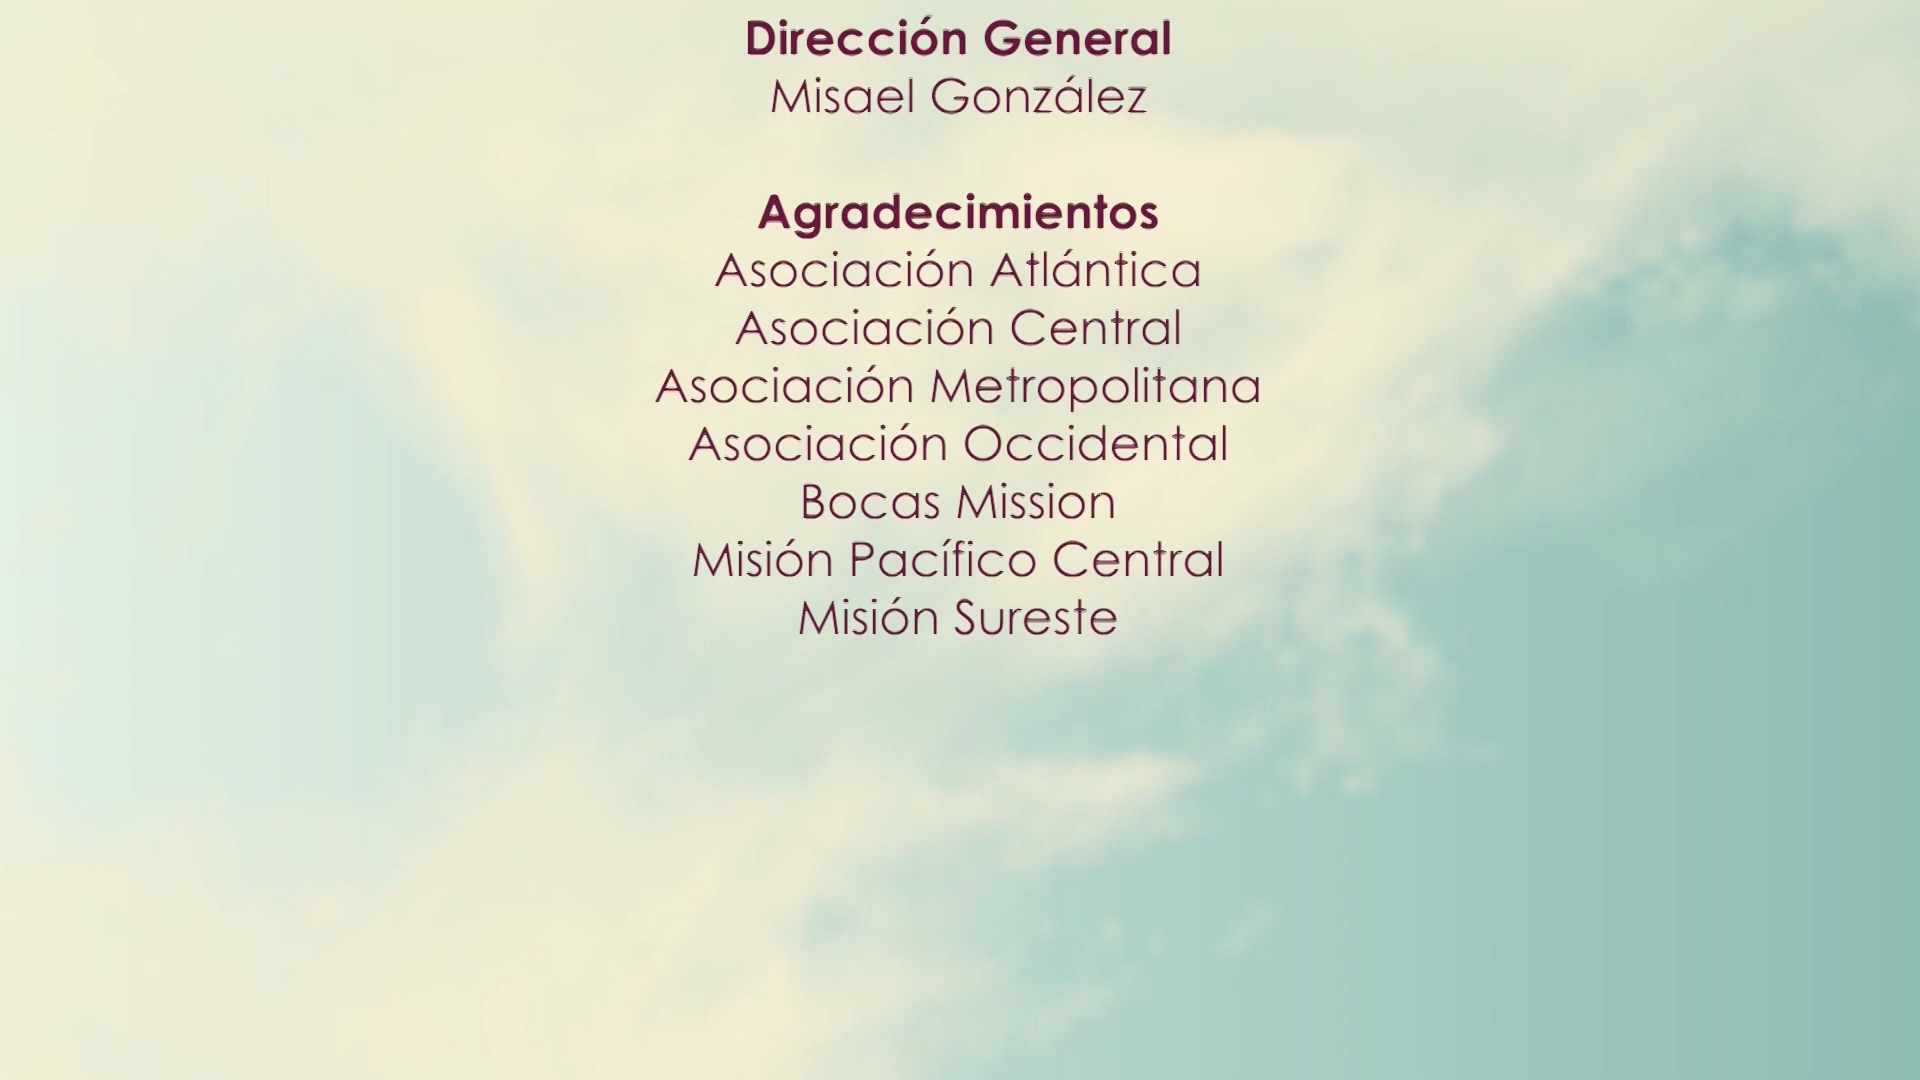 Dirección General
Misael González
Agradecimientos
Asociación Atlántica
Asociación Central
Asociación Metropolitana
Asociación Occidental
Bocas Mission
Misión Pacífico Central
Misión Sureste